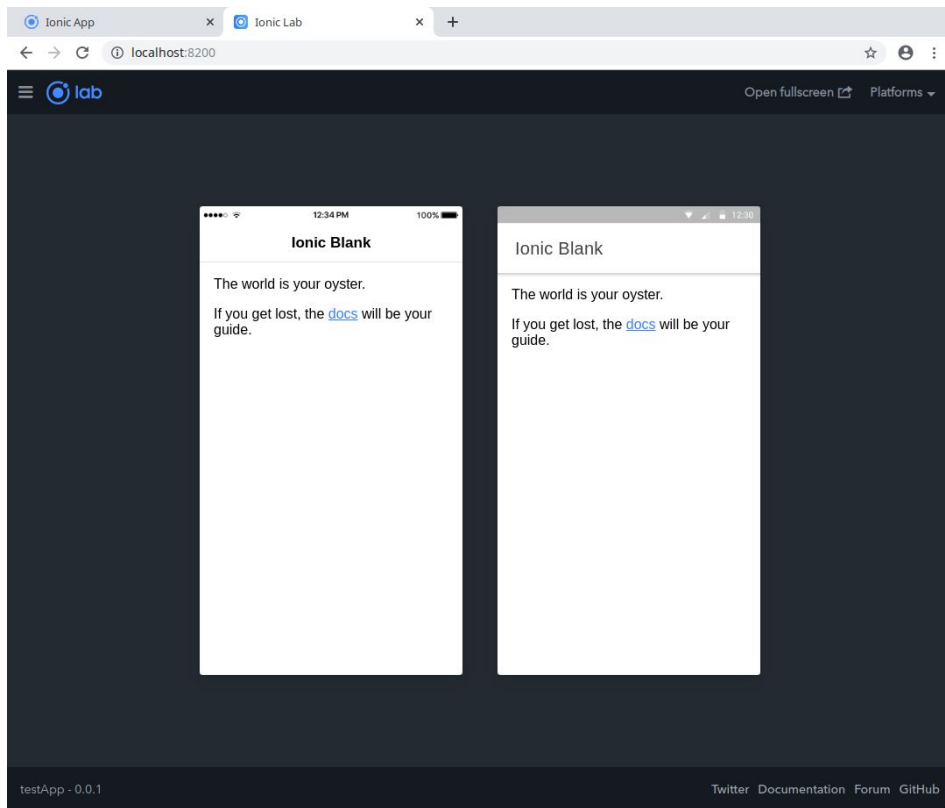 Ionic App
Ionic Lab
localhost:8200
lab
Open fullscreen
Platforms
12:34 PM
100%
Ionic Blank
The world is your oyster.
If you get lost, the docs will be your
guide.
12:30
Ionic Blank
The world is your oyster.
If you get lost, the docs will be your
guide.
testApp - 0.0.1
Twitter Documentation Forum GitHub